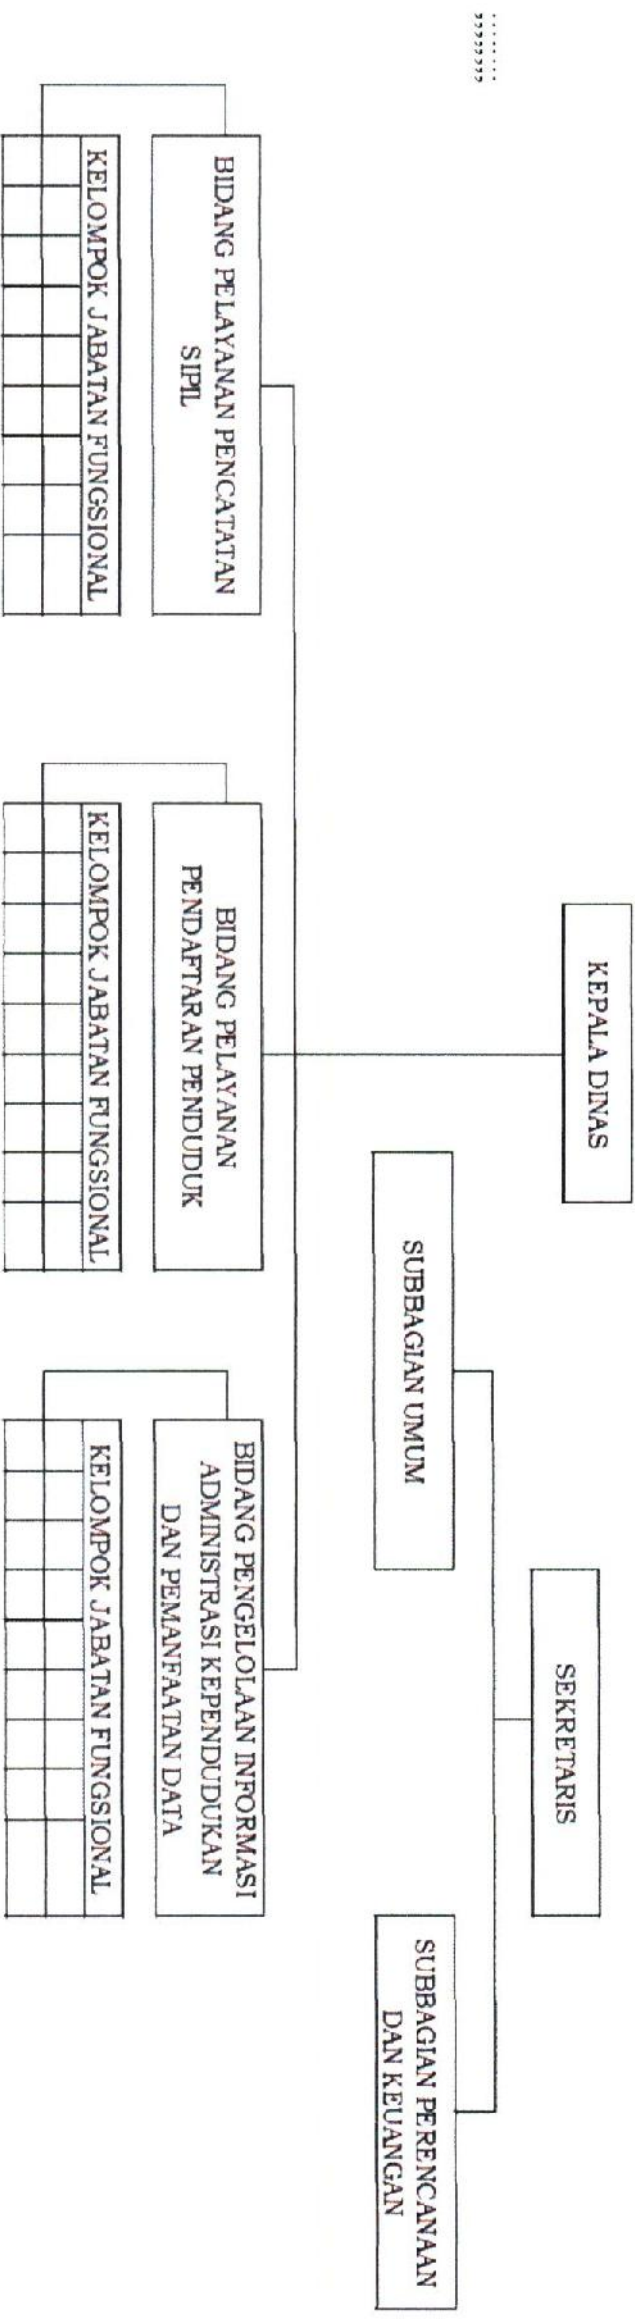 KEPALA DINAS
SEKRETARIS
SUBBAGIAN UMUM
SUBBAGIAN PERENCANAAN
DAN KEUANGAN
BIDANG PELAYANAN PENCATATAN
SIPIL
BIDANG PELAYANAN
PENDAFTARAN PENDUDUK
BIDANG PENGELOLAAN INFORMASI
ADMINISTRASI KEPENDUDUKAN
DAN PEMANFAATAN DATA
KELOMPOK JABATAN FUNGSIONAL
KELOMPOK JABATAN FUNGSIONAL
KELOMPOK JABATAN FUNGSIONAL